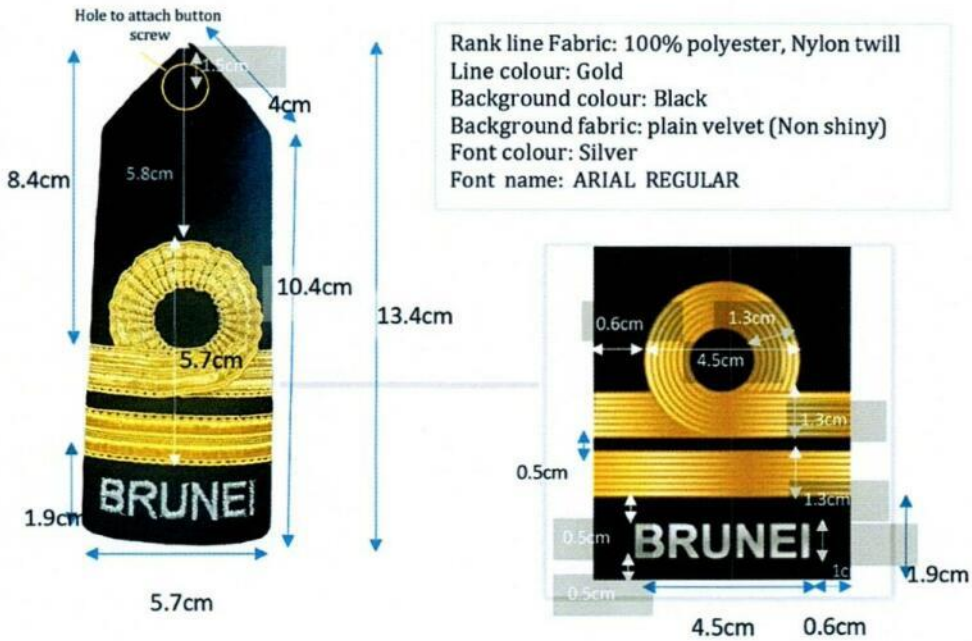 Hole to attach button
screw
1.5cm
4cm
8.4cm
5.8cm
10.4cm
13.4cm
5.7cm
BRUNEI
1.9cm
5.7cm
Rank line Fabric: 100% polyester, Nylon twill
Line colour: Gold
Background colour: Black
Background fabric: plain velvet (Non shiny)
Font colour: Silver
Font name: ARIAL REGULAR
0.6cm
1.3cm
4.5cm
1.3cm
0.5cm
1.3cm
0.5cm
BRUNEI
1c
1.9cm
0.5cm
4.5cm
0.6cm